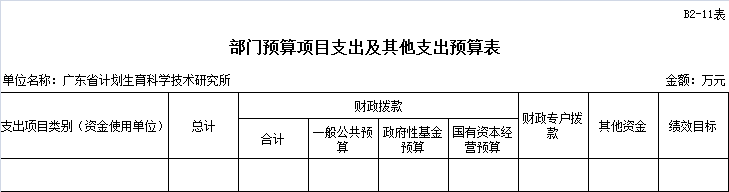 B2-11表
部门预算项目支出及其他支出预算表
单位名称：广东省计划生育科学技术研究所 金额：万元
支出项目类别（资金使用单位） 总计 财政拨款 财政专户拨款 其他资金 绩效目标
合计 一般公共预算 政府性基金预算 国有资本经营预算